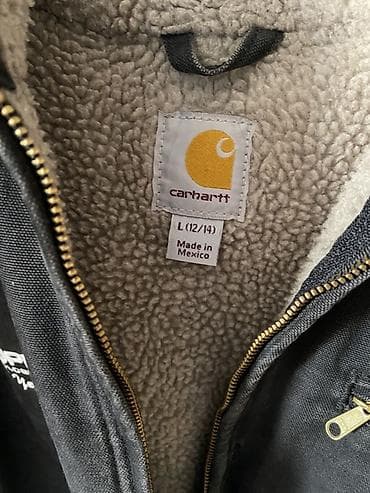 carhartt
L (12/14)
Made in
Mexico